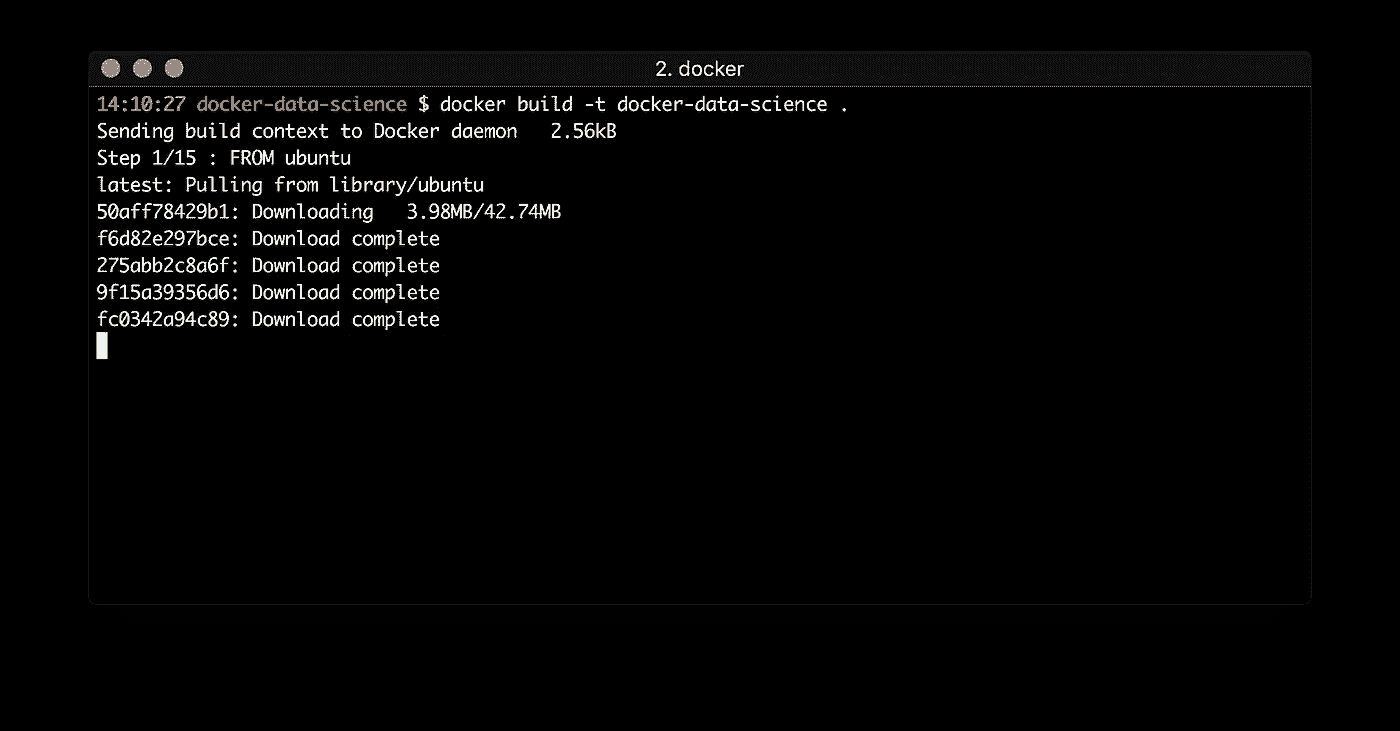 2. docker
14:10:27 docker-data-science $ docker build -t docker-data-science .
Sending build context to Docker damon   2.56kB
Step 1/15 : FROM ubuntu
latest: Pulling from library/ubuntu
50aff78429b1: Downloading   3.98MB/42.74MB
f6d82e297bce: Download complete
275abb2c8a6f: Download complete
9f15a39356d6: Download complete
fc0342a94c89: Download complete